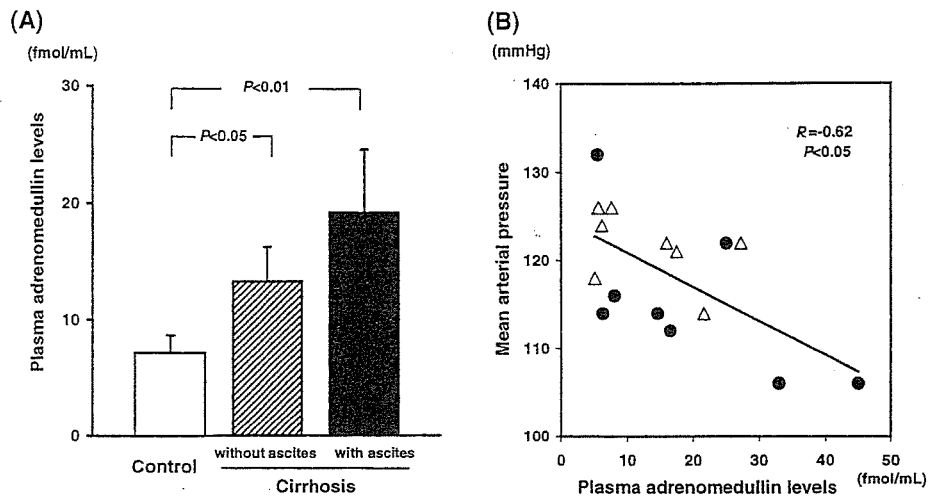 (A)
(fmol/mL)
Plasma adrenomedullin levels
30
20
10
0
P<0.01
P<0.05
Control
without ascites
with ascites
Cirrhosis
(B)
(mmHg)
Mean arterial pressure
140
130
120
110
100
R=-0.62
P<0.05
0 10 20 30 40 50
Plasma adrenomedullin levels (fmol/mL)